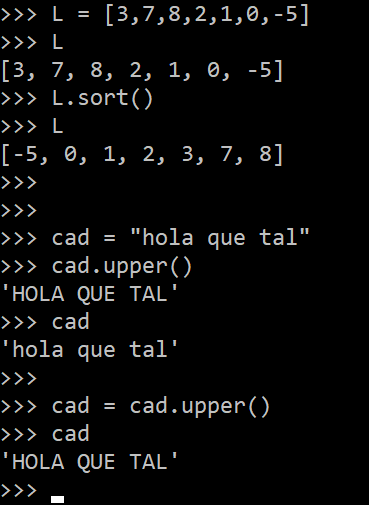 >>> L = [3,7,8,2,1,0,-5]
>>> L
[3, 7, 8, 2, 1, 0, -5]
>>> L.sort()
>>> L
[-5, 0, 1, 2, 3, 7, 8]
>>>
>>>
>>> cad = "hola que tal"
>>> cad.upper()
'HOLA QUE TAL'
>>> cad
'hola que tal'
>>>
>>> cad = cad.upper()
>>> cad
'HOLA QUE TAL'
>>>